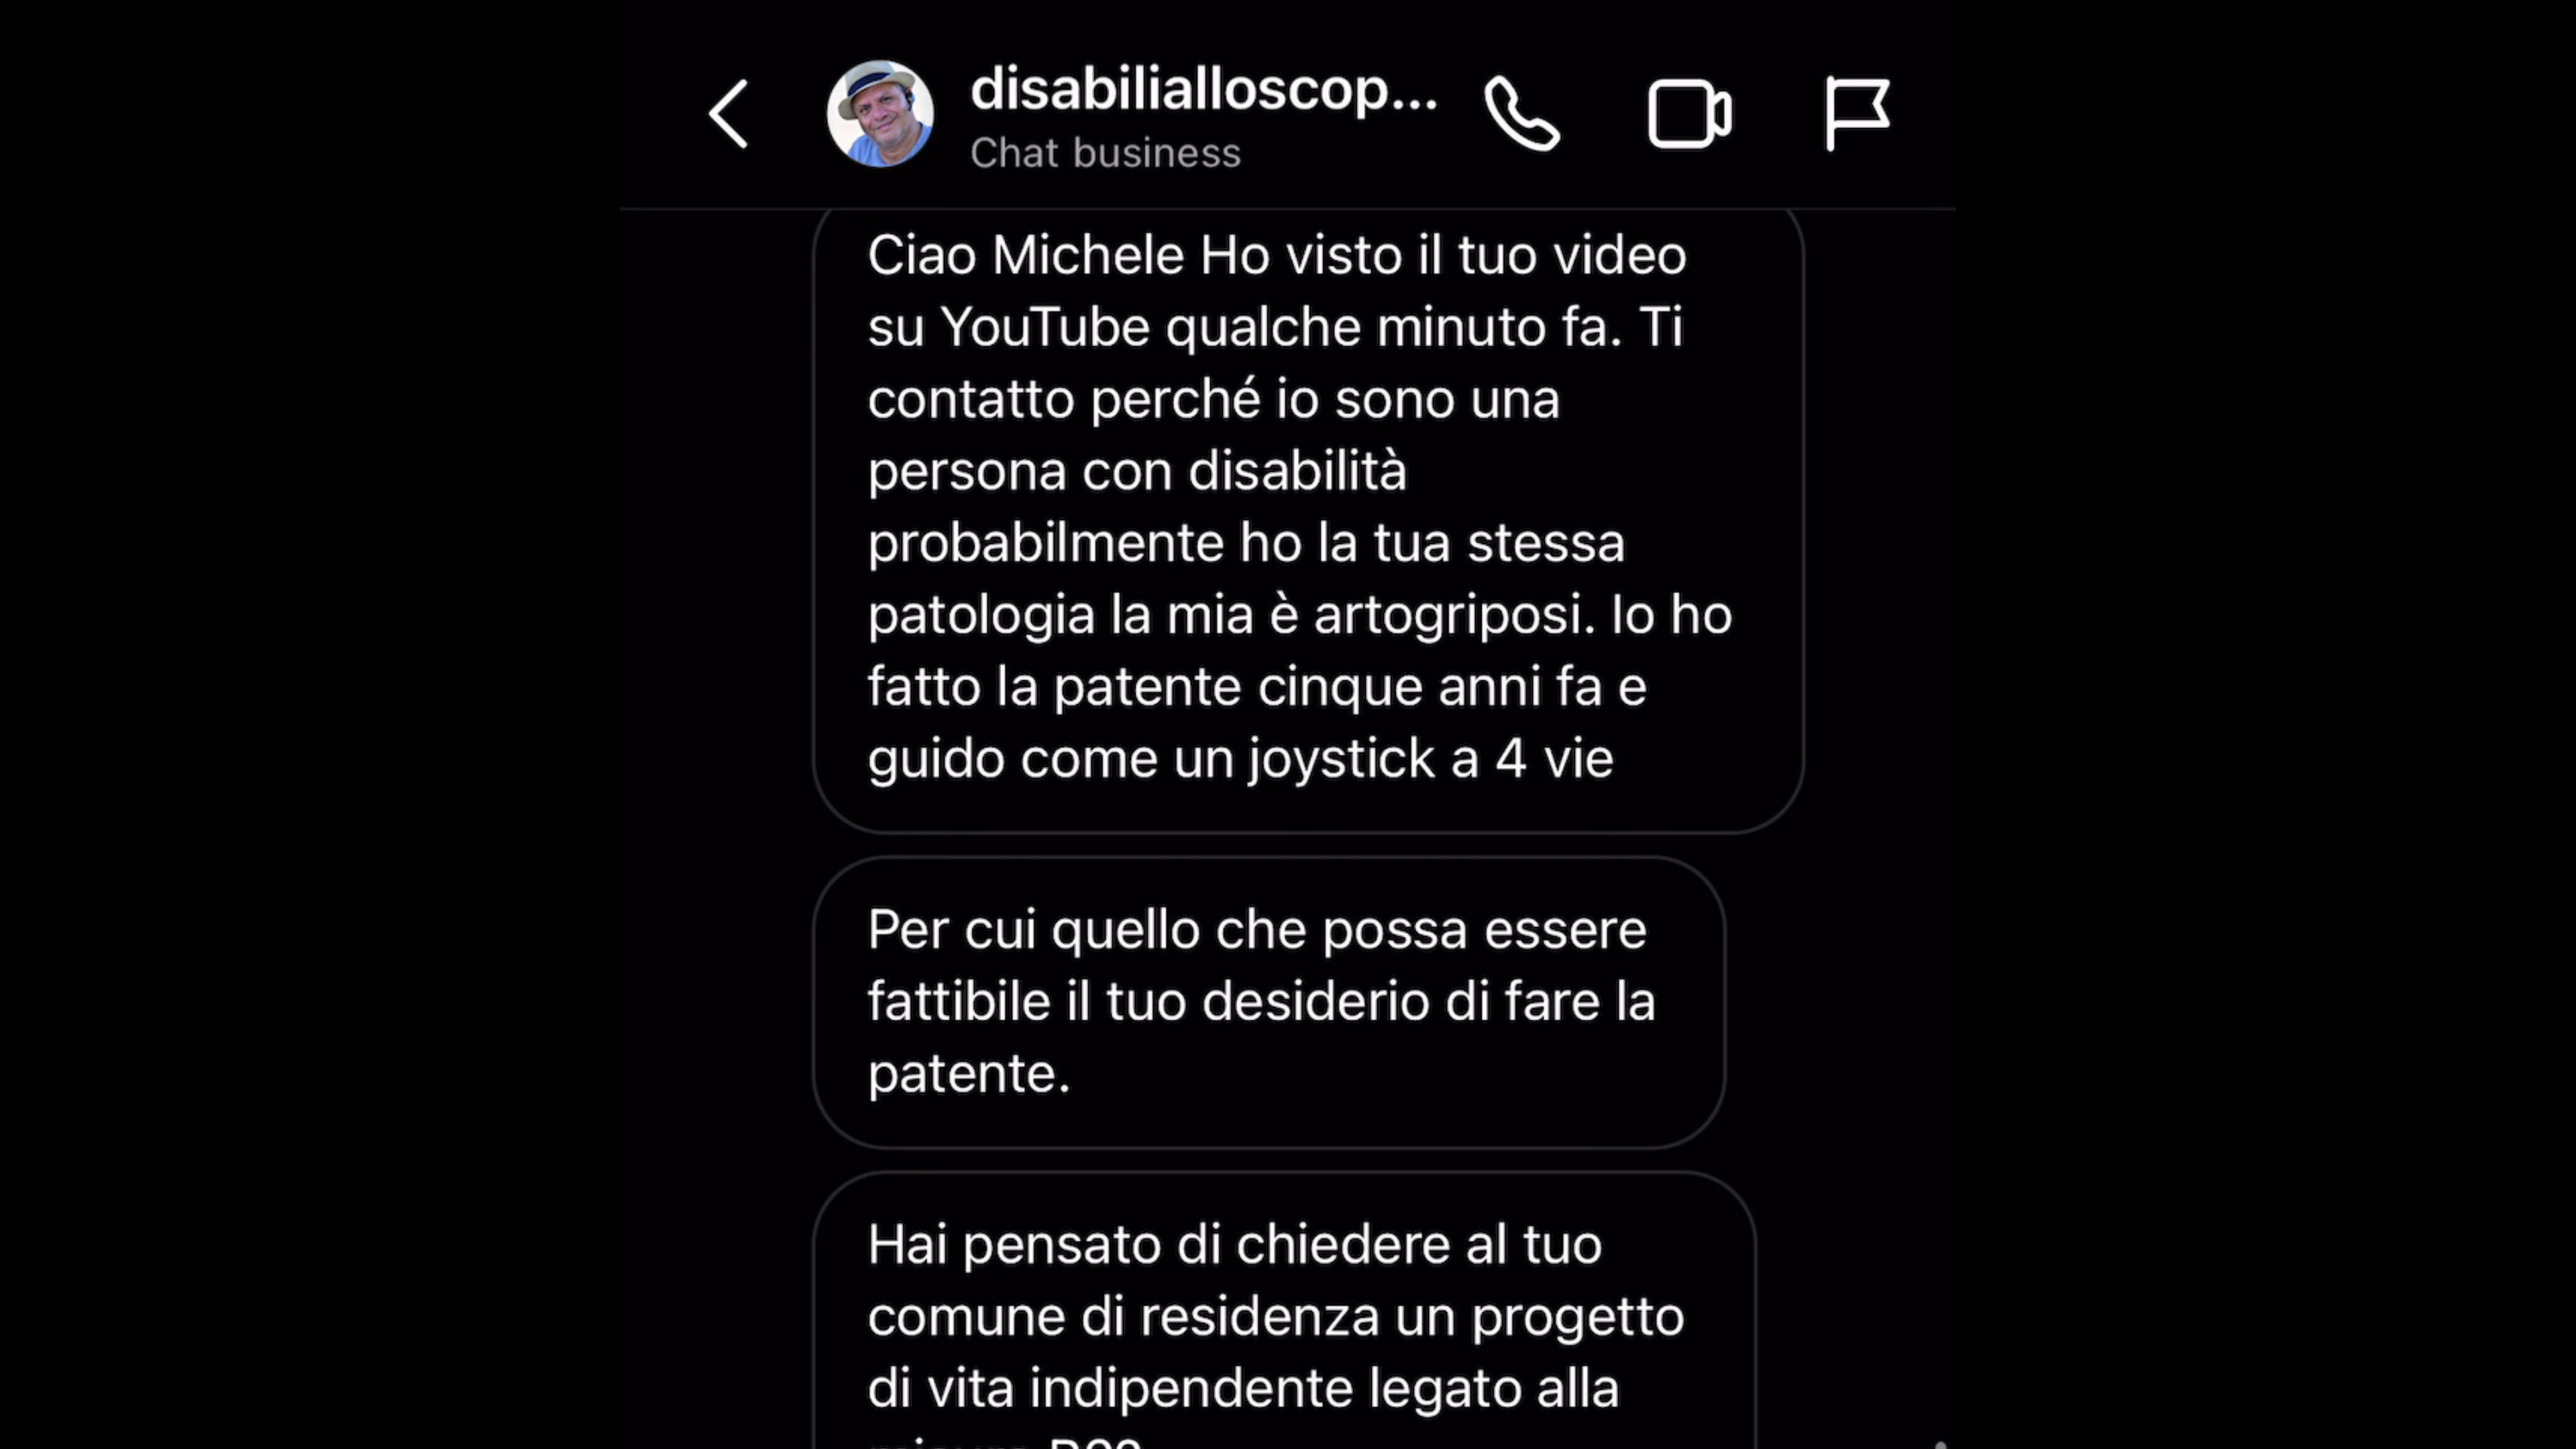 disabilialloscop...
Chat business
Ciao Michele Ho visto il tuo video
su YouTube qualche minuto fa. Ti
contatto perché io sono una
persona con disabilità
probabilmente ho la tua stessa
patologia la mia è artogriposi. Io ho
fatto la patente cinque anni fa e
guido come un joystick a 4 vie
Per cui quello che possa essere
fattibile il tuo desiderio di fare la
patente.
Hai pensato di chiedere al tuo
comune di residenza un progetto
di vita indipendente legato alla